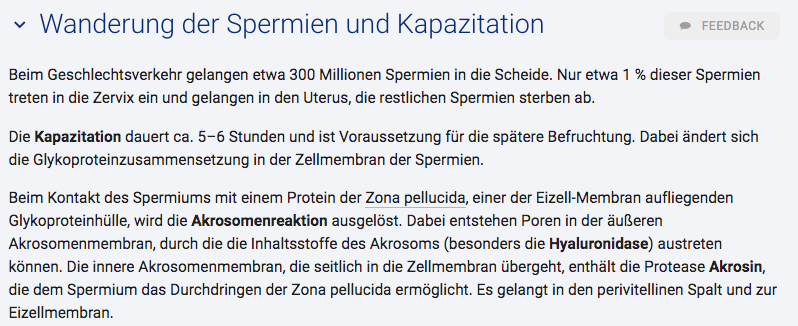 Wanderung der Spermien und Kapazitation
FEEDBACK
Beim Geschlechtsverkehr gelangen etwa 300 Millionen Spermien in die Scheide. Nur etwa 1 % dieser Spermien
treten in die Zervix ein und gelangen in den Uterus, die restlichen Spermien sterben ab.
Die Kapazitation dauert ca. 5–6 Stunden und ist Voraussetzung für die spätere Befruchtung. Dabei ändert sich
die Glykoproteinzusammensetzung in der Zellmembran der Spermien.
Beim Kontakt des Spermiums mit einem Protein der Zona pellucida, einer der Eizell-Membran aufliegenden
Glykoproteinhülle, wird die Akrosomenreaktion ausgelöst. Dabei entstehen Poren in der äußeren
Akrosomenmembran, durch die die Inhaltsstoffe des Akrosoms (besonders die Hyaluronidase) austreten
können. Die innere Akrosomenmembran, die seitlich in die Zellmembran übergeht, enthält die Protease Akrosin,
die dem Spermium das Durchdringen der Zona pellucida ermöglicht. Es gelangt in den perivitellinen Spalt und zur
Eizellmembran.